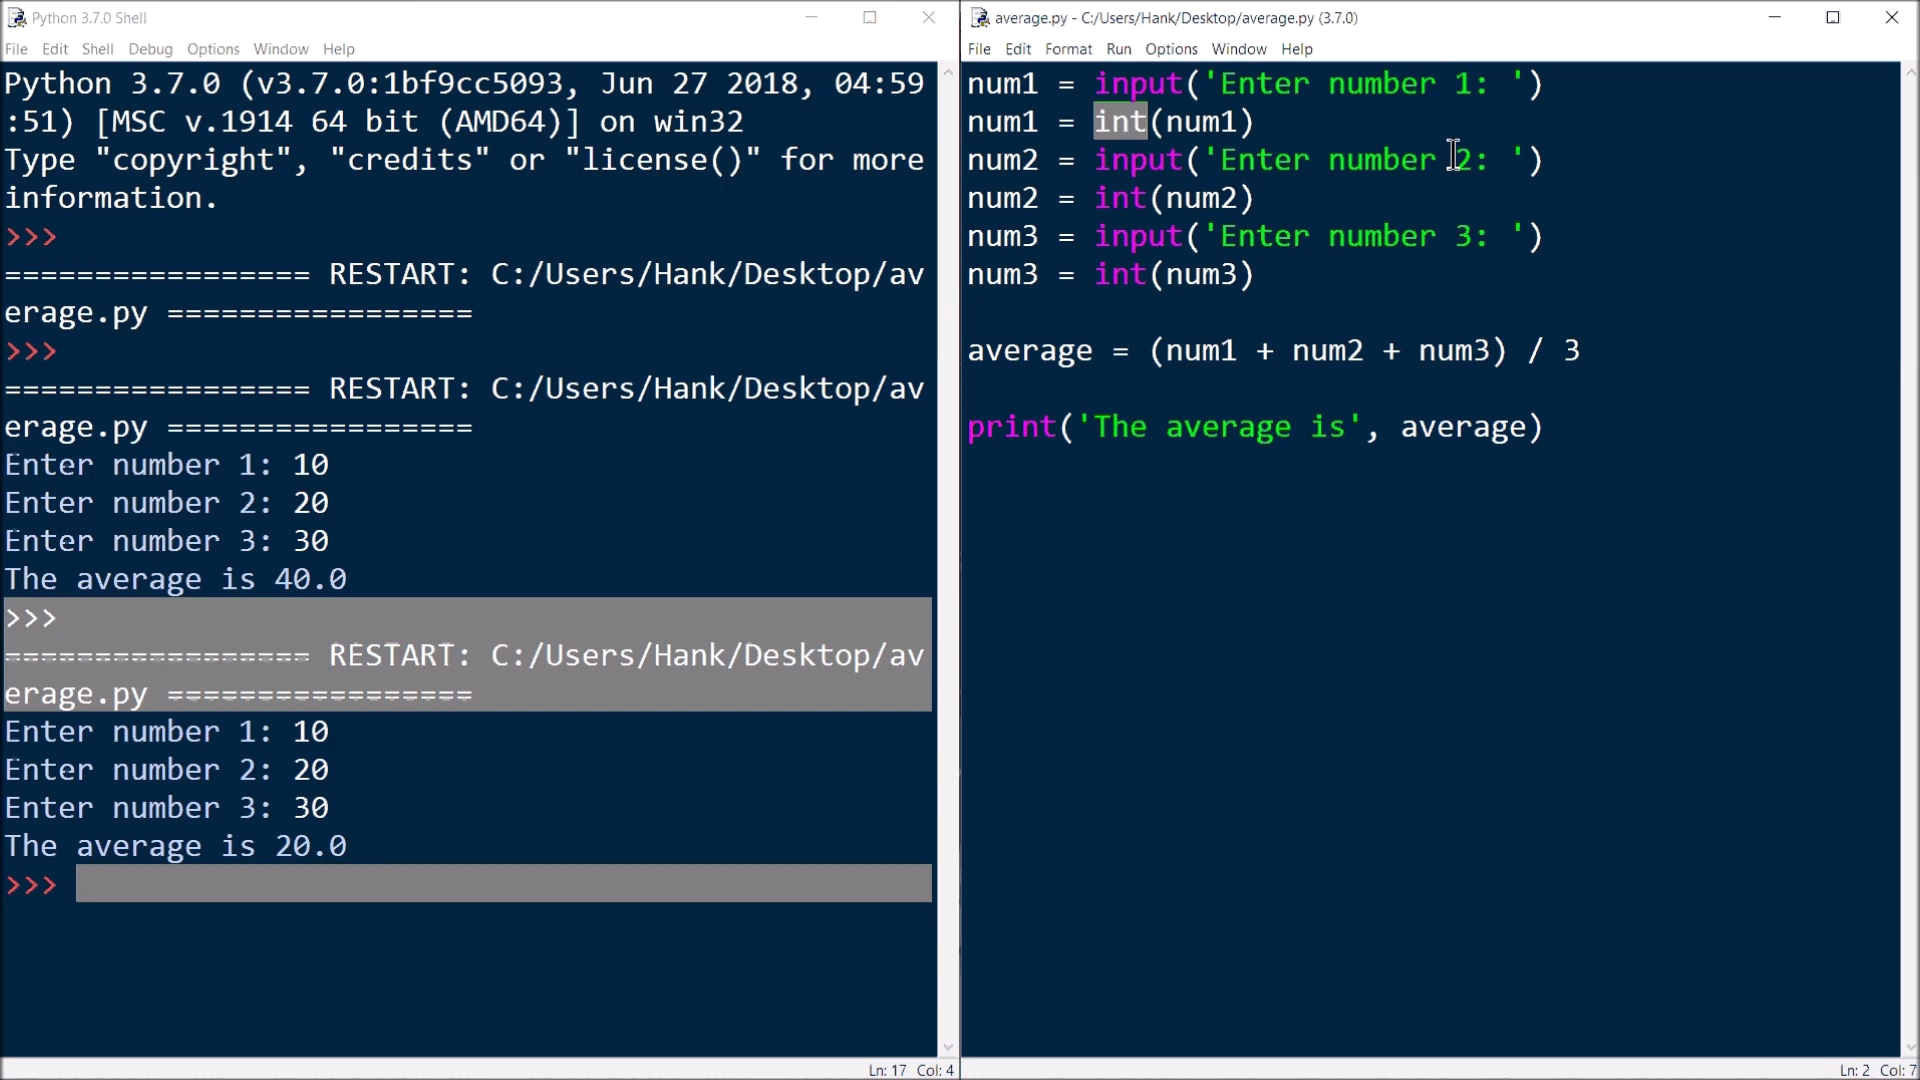 Python 3.7.0 Shell
File Edit Shell Debug Options Window Help
Python 3.7.0 (v3.7.0:1bf9cc5093, Jun 27 2018, 04:59
:51) [MSC v.1914 64 bit (AMD64)] on win32
Type "copyright", "credits" or "license()" for more
information.
>>>
================= RESTART: C:/Users/Hank/Desktop/av
erage.py =================
>>>
================= RESTART: C:/Users/Hank/Desktop/av
erage.py =================
Enter number 1: 10
Enter number 2: 20
Enter number 3: 30
The average is 40.0
>>>
================= RESTART: C:/Users/Hank/Desktop/av
erage.py =================
Enter number 1: 10
Enter number 2: 20
Enter number 3: 30
The average is 20.0
>>>
Ln: 17 Col: 4
average.py - C:/Users/Hank/Desktop/average.py (3.7.0)
File Edit Format Run Options Window Help
num1 = input('Enter number 1: ')
num1 = int(num1)
num2 = input('Enter number 2: ')
num2 = int(num2)
num3 = input('Enter number 3: ')
num3 = int(num3)
average = (num1 + num2 + num3) / 3
print('The average is', average)
Ln: 2 Col: 7